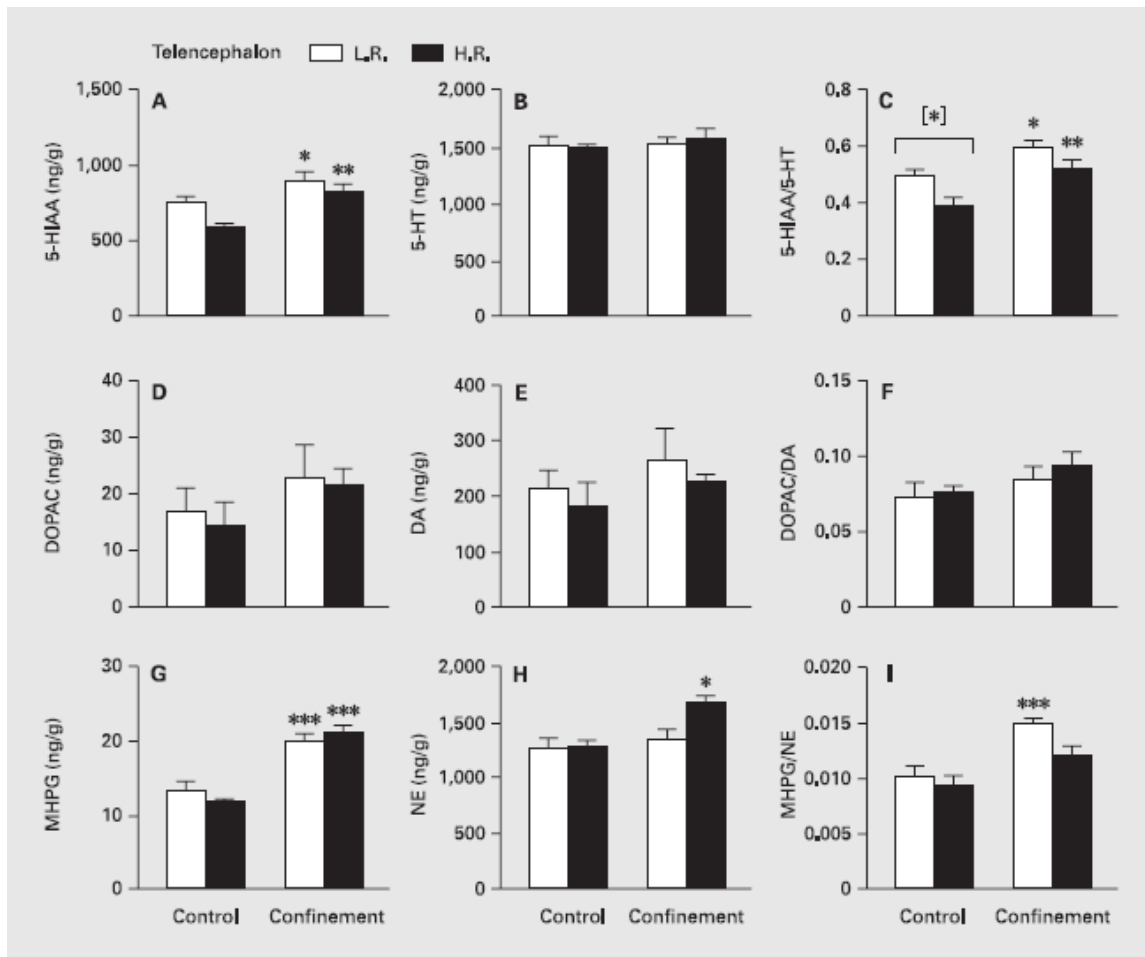 Telencephalon L.R. H.R.
A
1,500
1,000
500
0
5-HIAA (ng/g)
*
**
B
2,000
1,500
1,000
500
0
5-HT (ng/g)
C
0.8
0.6
0.4
0.2
0
5-HIAA/5-HT
[*]
*
**
D
40
30
20
10
0
DOPAC (ng/g)
E
400
300
200
100
0
DA (ng/g)
F
0.15
0.10
0.05
0
DOPAC/DA
G
30
20
10
0
MHPG (ng/g)
***
***
Control Confinement
H
2,000
1,500
1,000
500
0
NE (ng/g)
*
Control Confinement
I
0.020
0.015
0.010
0.005
0
MHPG/NE
***
Control Confinement